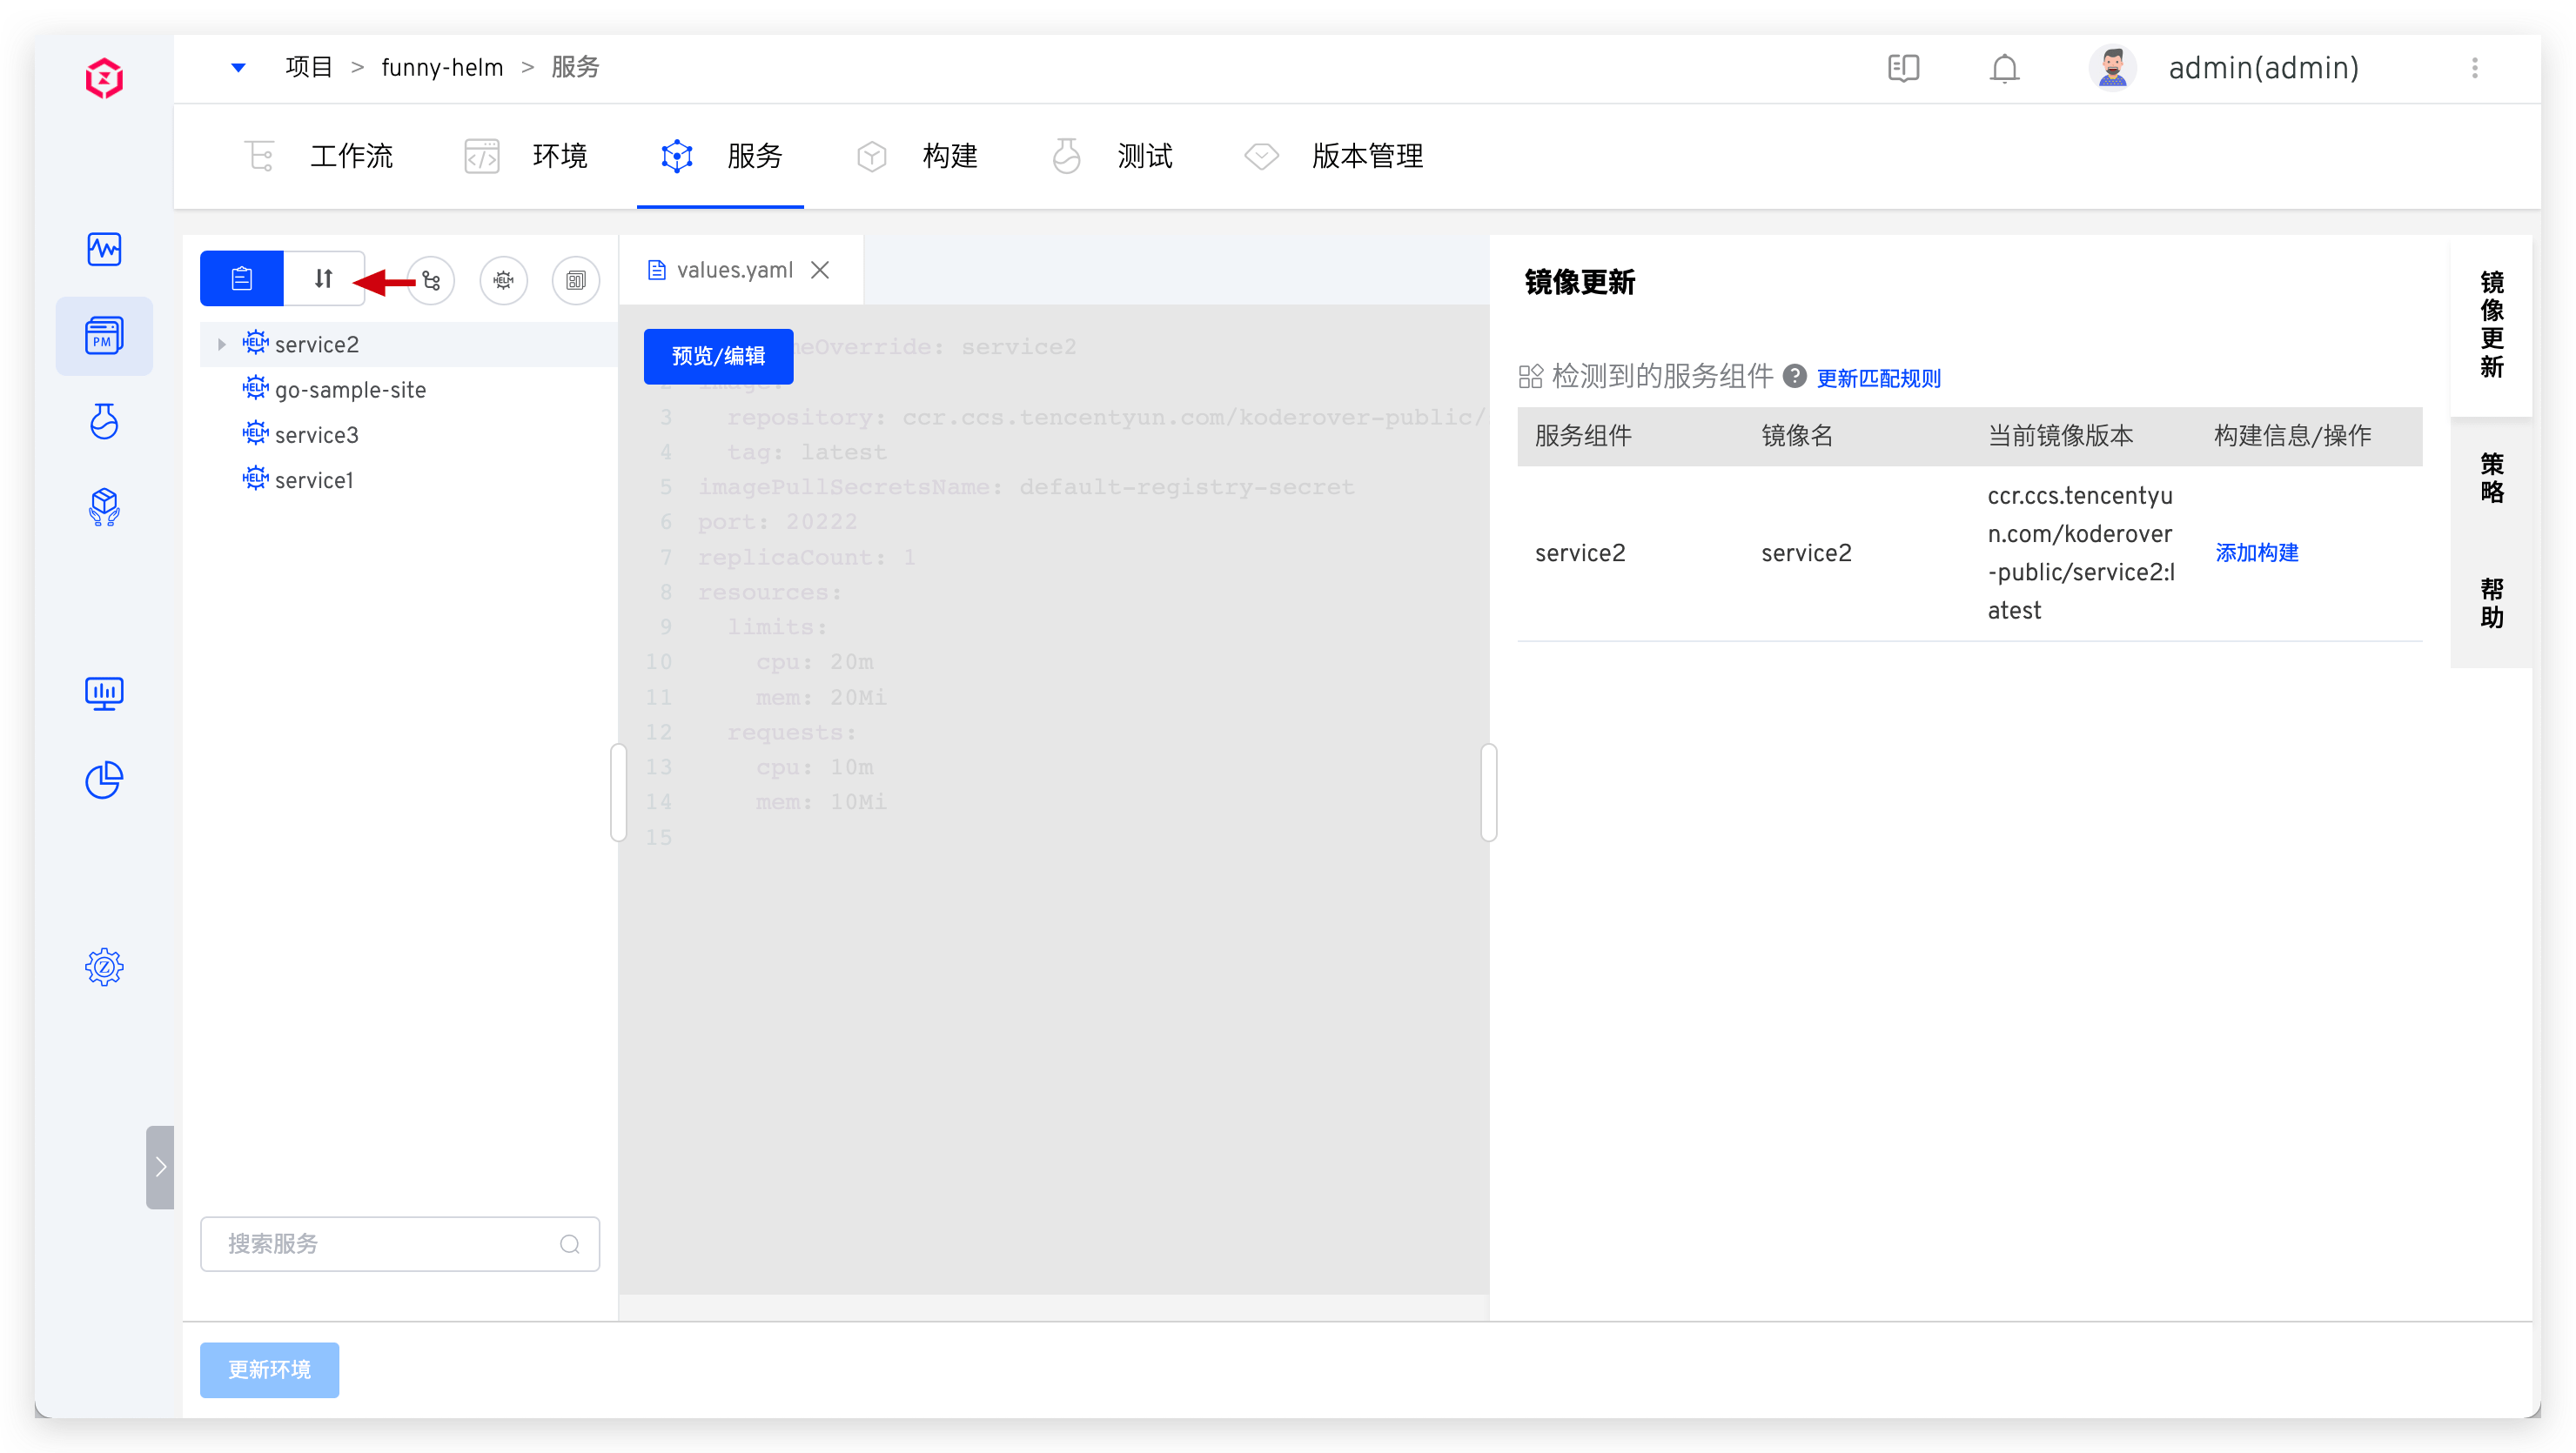 项目 > funny-helm > 服务
admin(admin)
工作流
环境
服务
构建
测试
版本管理
PM
HELM
HELM service2
HELM go-sample-site
HELM service3
HELM service1
搜索服务
更新环境
values.yaml
预览/编辑
eOverride: service2
2 image:
3 repository: ccr.ccs.tencentyun.com/koderover-public/
4 tag: latest
5 imagePullSecretsName: default-registry-secret
6 port: 20222
7 replicaCount: 1
8 resources:
9 limits:
10 cpu: 20m
11 mem: 20Mi
12 requests:
13 cpu: 10m
14 mem: 10Mi
15
镜像更新
检测到的服务组件 ? 更新匹配规则
服务组件 镜像名 当前镜像版本 构建信息/操作
service2 service2 ccr.ccs.tencentyu
n.com/koderover
-public/service2:l
atest
添加构建
镜像更新
策略
帮助